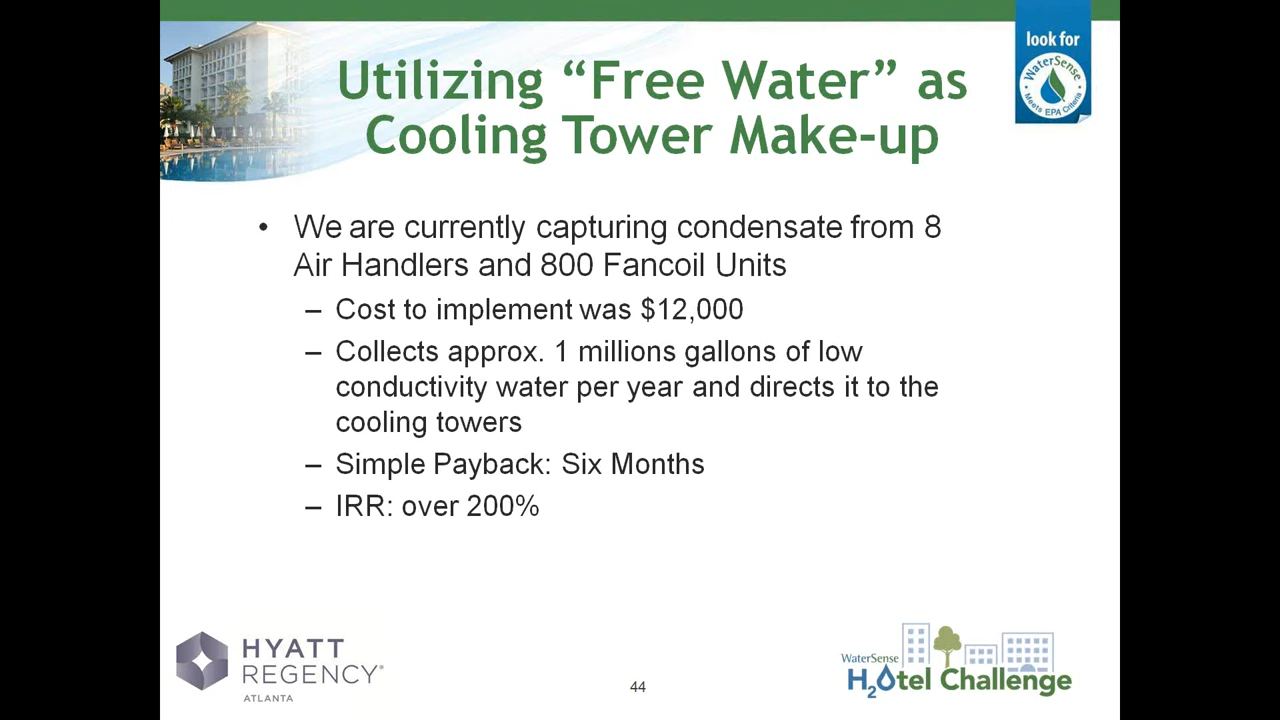 look for
WaterSense
Meets EPA Criteria
Utilizing “Free Water” as
Cooling Tower Make-up
• We are currently capturing condensate from 8
Air Handlers and 800 Fancoil Units
– Cost to implement was $12,000
– Collects approx. 1 millions gallons of low
conductivity water per year and directs it to the
cooling towers
– Simple Payback: Six Months
– IRR: over 200%
HYATT
REGENCY®
ATLANTA
44
WaterSense
H2Otel Challenge